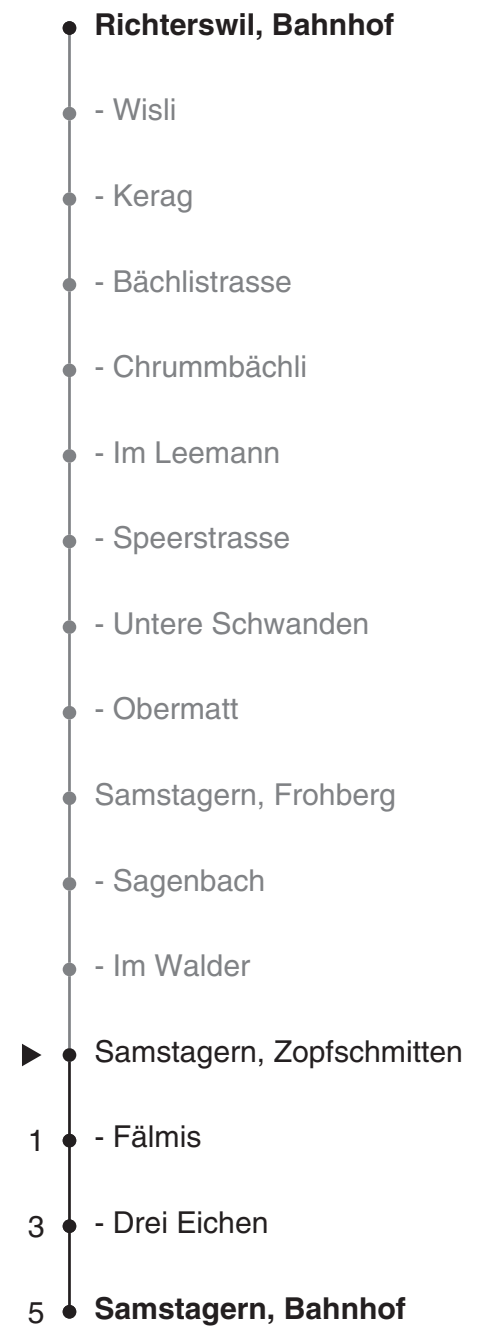 Richterswil, Bahnhof
- Wisli
- Kerag
- Bächlistrasse
- Chrummbächli
- Im Leemann
- Speerstrasse
- Untere Schwanden
- Obermatt
Samstagern, Frohberg
- Sagenbach
- Im Walder
Samstagern, Zopfschmitten
1 - Fälmis
3 - Drei Eichen
5 Samstagern, Bahnhof